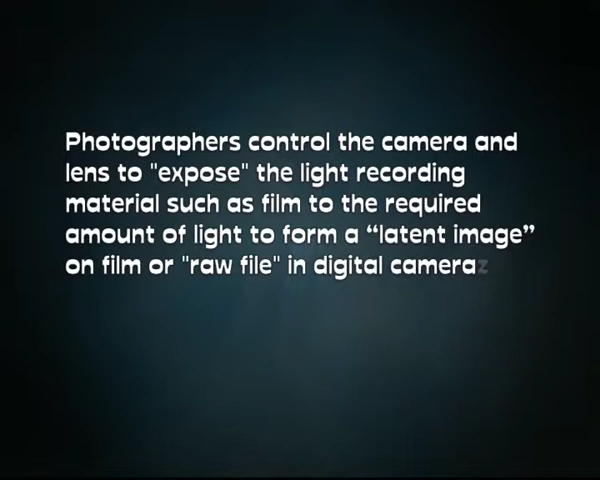 Photographers control the camera and
lens to "expose" the light recording
material such as film to the required
amount of light to form a “latent image”
on film or "raw file" in digital cameraz